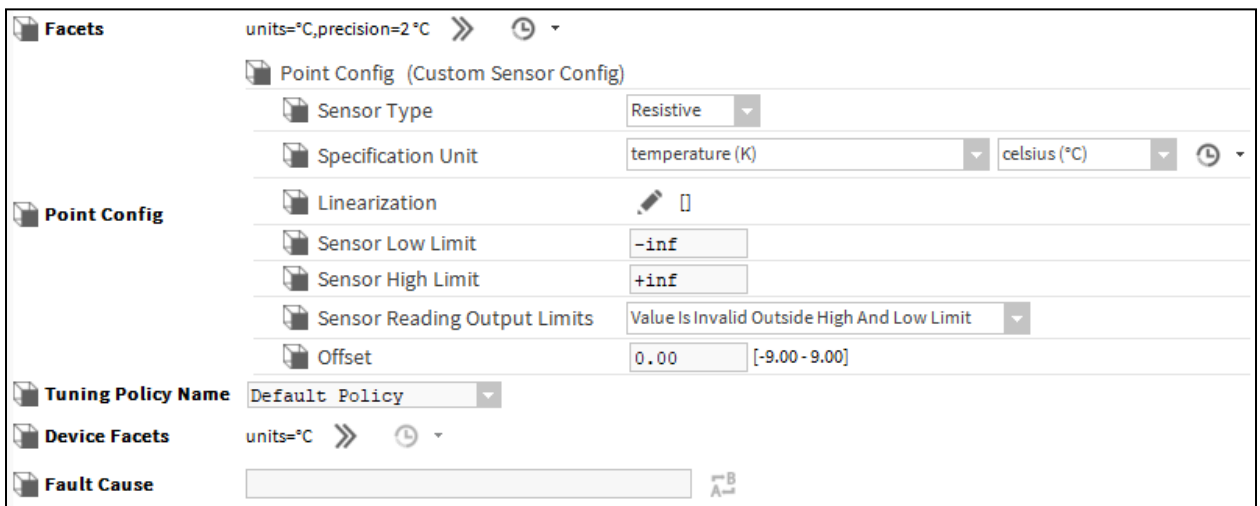 Facets units=°C,precision=2 °C
Point Config
Point Config (Custom Sensor Config)
Sensor Type Resistive
Specification Unit temperature (K) celsius (°C)
Linearization []
Sensor Low Limit -inf
Sensor High Limit +inf
Sensor Reading Output Limits Value Is Invalid Outside High And Low Limit
Offset 0.00 [-9.00 - 9.00]
Tuning Policy Name Default Policy
Device Facets units=°C
Fault Cause A B